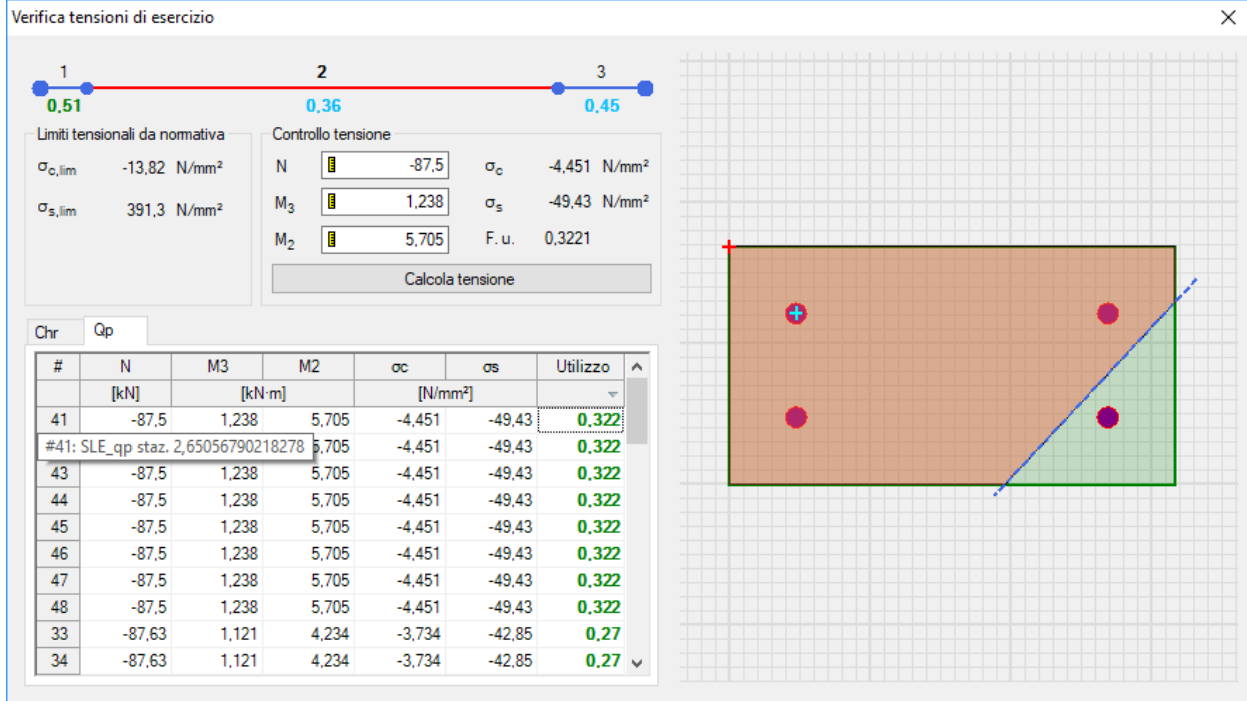 Verifica tensioni di esercizio
1 2 3
0,51 0,36 0,45
Limiti tensionali da normativa
σc,lim -13,82 N/mm²
σs,lim 391,3 N/mm²
Controllo tensione
N -87,5 σc -4,451 N/mm²
M3 1,238 σs -49,43 N/mm²
M2 5,705 F. u. 0,3221
Calcola tensione
Chr Qp
# N M3 M2 σc σs Utilizzo
[kN] [kN·m] [N/mm²]
41 -87,5 1,238 5,705 -4,451 -49,43 0,322
#41: SLE_qp staz. 2,65056790218278 5,705 -4,451 -49,43 0,322
43 -87,5 1,238 5,705 -4,451 -49,43 0,322
44 -87,5 1,238 5,705 -4,451 -49,43 0,322
45 -87,5 1,238 5,705 -4,451 -49,43 0,322
46 -87,5 1,238 5,705 -4,451 -49,43 0,322
47 -87,5 1,238 5,705 -4,451 -49,43 0,322
48 -87,5 1,238 5,705 -4,451 -49,43 0,322
33 -87,63 1,121 4,234 -3,734 -42,85 0,27
34 -87,63 1,121 4,234 -3,734 -42,85 0,27